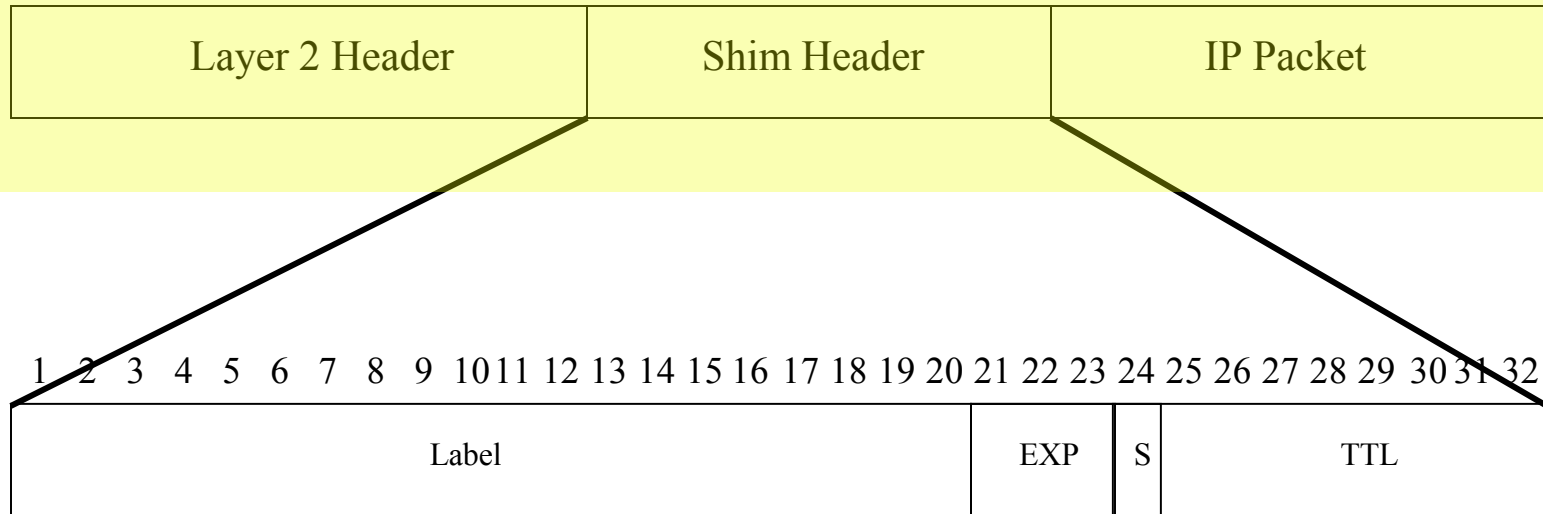 Layer 2 Header Shim Header IP Packet
1 2 3 4 5 6 7 8 9 10 11 12 13 14 15 16 17 18 19 20 21 22 23 24 25 26 27 28 29 30 31 32
Label EXP S TTL